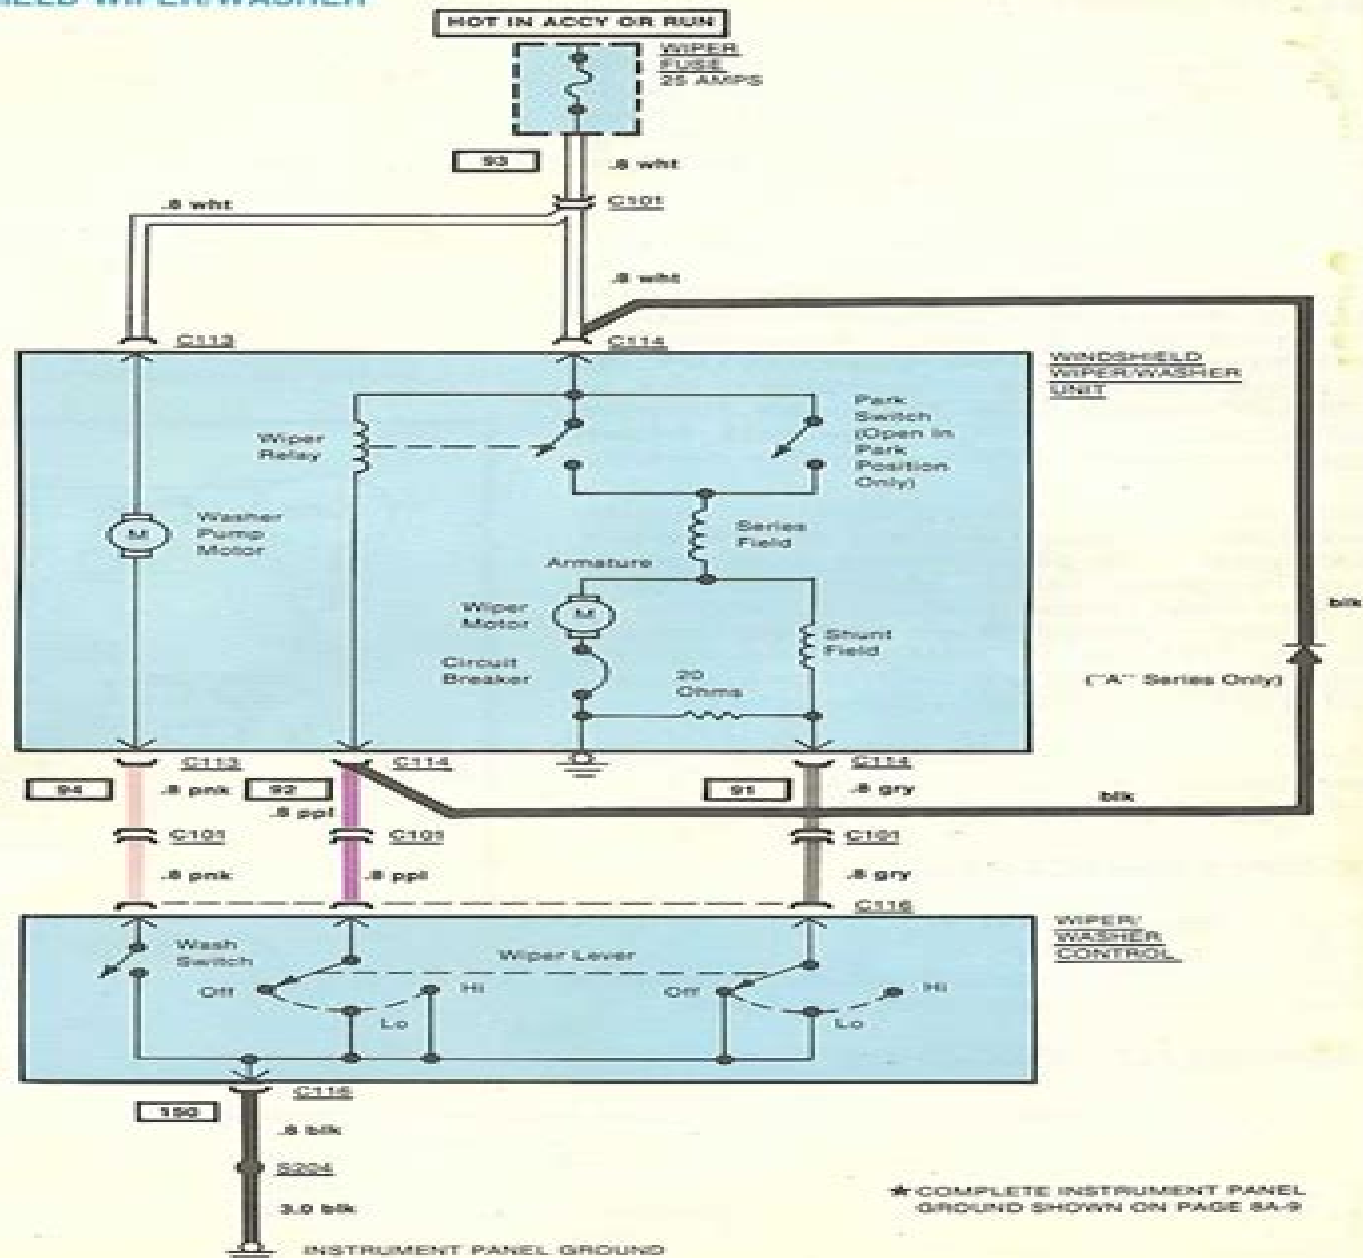 WIPER/WASHER
HOT IN ACCY OR RUN
WIPER
FUSE
25 AMPS
93
.8 wht
C101
.8 wht
.8 wht
C113
C114
WINDSHIELD
WIPER/WASHER
UNIT
Park
Switch
(Open In
Park
Position
Only)
Wiper
Relay
Washer
Pump
Motor
M
Series
Field
Armature
Wiper
Motor
M
Shunt
Field
Circuit
Breaker
20
Ohms
blk
("A" Series Only)
C113
C114
C114
94
.8 pnk
92
.8 ppl
91
.8 gry
blk
C101
C101
C101
.8 pnk
.8 ppl
.8 gry
C116
WIPER/
WASHER
CONTROL
Wash
Switch
Wiper Lever
Off
Hi
Lo
Off
Hi
Lo
C116
150
.8 blk
S204
3.0 blk
INSTRUMENT PANEL GROUND
★ COMPLETE INSTRUMENT PANEL
GROUND SHOWN ON PAGE 8A-9